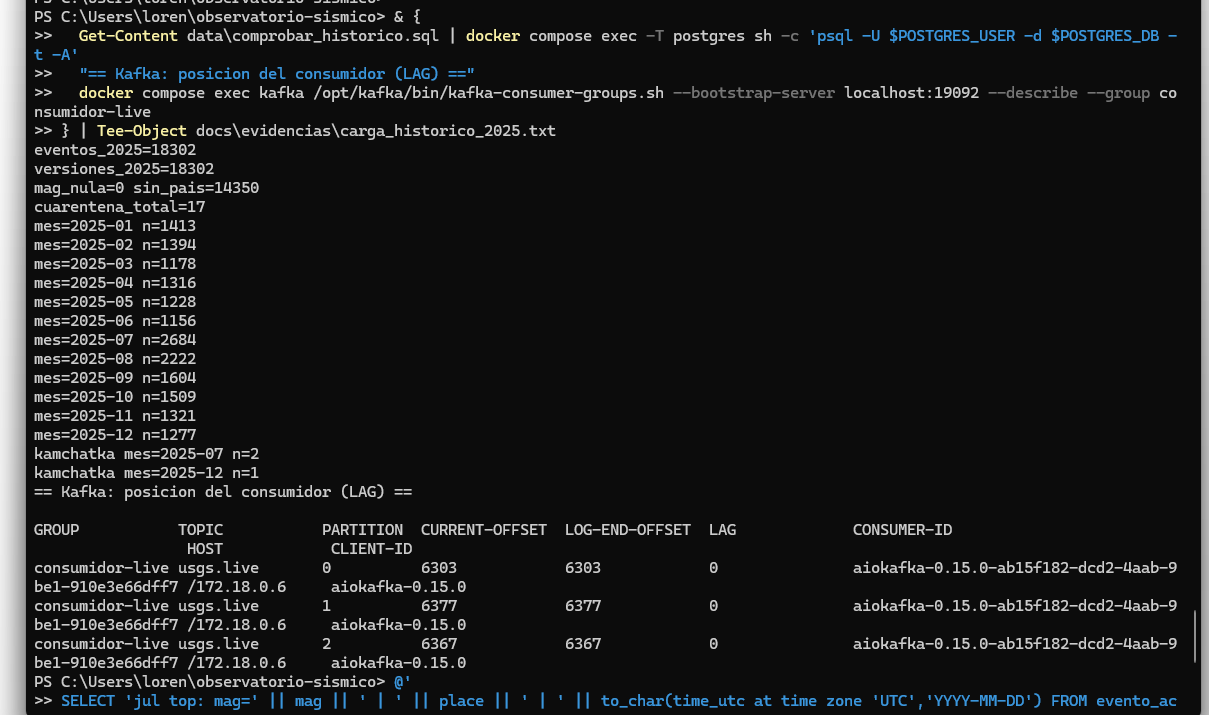 PS C:\Users\loren\observatorio-sismico>
PS C:\Users\loren\observatorio-sismico> & {
>>   Get-Content data\comprobar_historico.sql | docker compose exec -T postgres sh -c 'psql -U $POSTGRES_USER -d $POSTGRES_DB -
t -A'
>>   "== Kafka: posicion del consumidor (LAG) =="
>>   docker compose exec kafka /opt/kafka/bin/kafka-consumer-groups.sh --bootstrap-server localhost:19092 --describe --group co
nsumidor-live
>> } | Tee-Object docs\evidencias\carga_historico_2025.txt
eventos_2025=18302
versiones_2025=18302
mag_nula=0 sin_pais=14350
cuarentena_total=17
mes=2025-01 n=1413
mes=2025-02 n=1394
mes=2025-03 n=1178
mes=2025-04 n=1316
mes=2025-05 n=1228
mes=2025-06 n=1156
mes=2025-07 n=2684
mes=2025-08 n=2222
mes=2025-09 n=1604
mes=2025-10 n=1509
mes=2025-11 n=1321
mes=2025-12 n=1277
kamchatka mes=2025-07 n=2
kamchatka mes=2025-12 n=1
== Kafka: posicion del consumidor (LAG) ==
GROUP           TOPIC           PARTITION  CURRENT-OFFSET  LOG-END-OFFSET  LAG             CONSUMER-ID
HOST            CLIENT-ID
consumidor-live usgs.live       0          6303            6303            0               aiokafka-0.15.0-ab15f182-dcd2-4aab-9
be1-910e3e66dff7 /172.18.0.6     aiokafka-0.15.0
consumidor-live usgs.live       1          6377            6377            0               aiokafka-0.15.0-ab15f182-dcd2-4aab-9
be1-910e3e66dff7 /172.18.0.6     aiokafka-0.15.0
consumidor-live usgs.live       2          6367            6367            0               aiokafka-0.15.0-ab15f182-dcd2-4aab-9
be1-910e3e66dff7 /172.18.0.6     aiokafka-0.15.0
PS C:\Users\loren\observatorio-sismico> @'
>> SELECT 'jul top: mag=' || mag || ' | ' || place || ' | ' || to_char(time_utc at time zone 'UTC','YYYY-MM-DD') FROM evento_ac